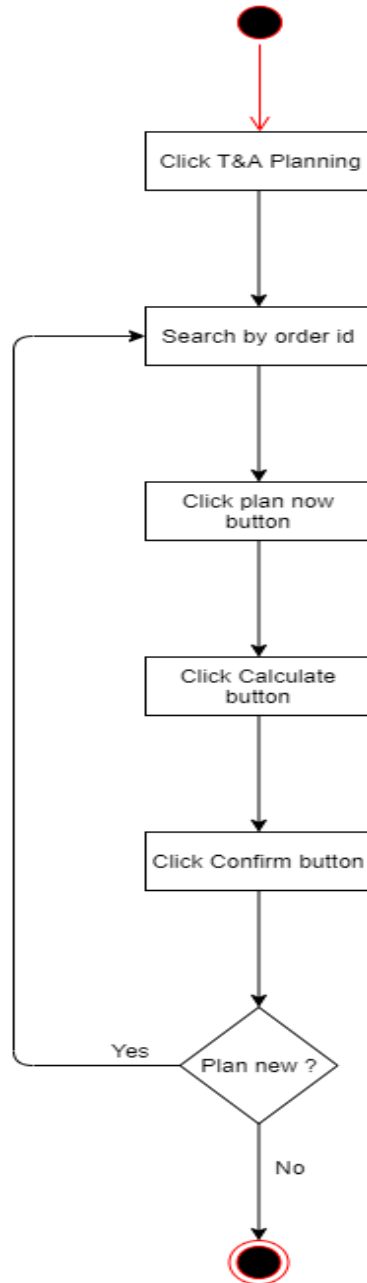 Click T&A Planning
Search by order id
Click plan now
button
Click Calculate
button
Click Confirm button
Yes
Plan new ?
No